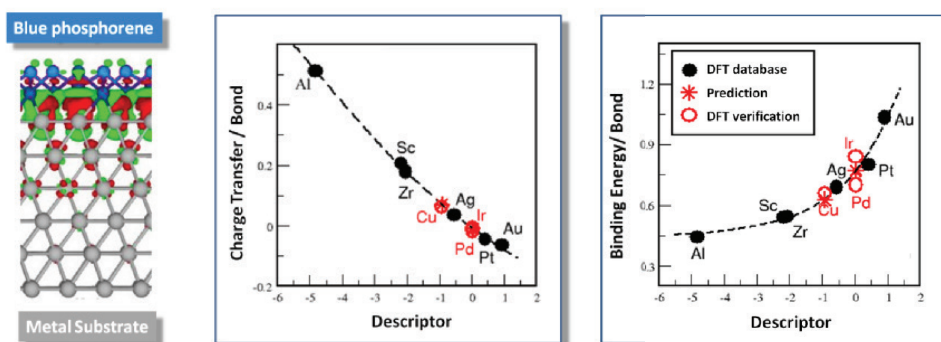 Blue phosphorene
Metal Substrate
Charge Transfer / Bond
0.4
0.2
0
-0.2
Al
Sc
Zr
Cu
Ag
Ir
Pd
Pt
Au
-6 -5 -4 -3 -2 -1 0 1 2
Descriptor
Binding Energy/ Bond
1.2
0.9
0.6
0.3
DFT database
Prediction
DFT verification
Al
Sc
Zr
Cu
Ag
Ir
Pd
Pt
Au
-6 -5 -4 -3 -2 -1 0 1 2
Descriptor